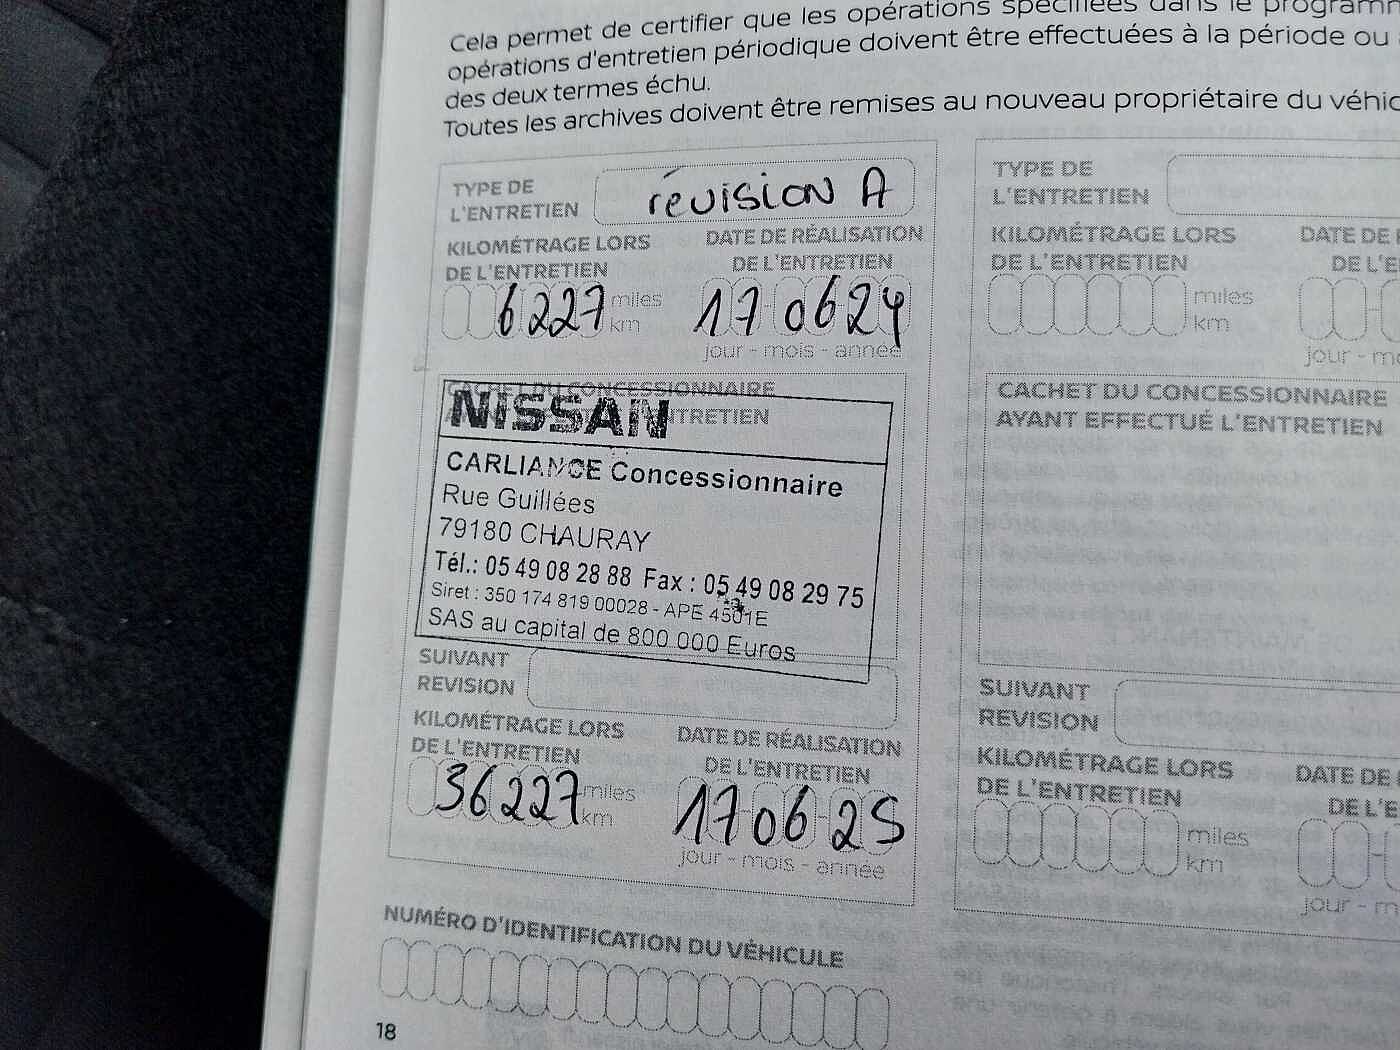 Cela permet de certifier que les opérations spécifiées dans le
opérations d'entretien périodique doivent être effectuées à la période ou
des deux termes échu.
Toutes les archives doivent être remises au nouveau propriétaire du
TYPE DE
L'ENTRETIEN
révision A
KILOMÉTRAGE LORS
DE L'ENTRETIEN
DATE DE RÉALISATION
DE L'ENTRETIEN
6227
miles
km
17 06 24
jour - mois - année
CACHET DU CONCESSIONNAIRE
NISSAN
CARLIANCE Concessionnaire
Rue Guillées
79180 CHAURAY
Tél.: 05 49 08 28 88 Fax : 05 49 08 29 75
Siret : 350 174 819 00028 - APE 4501E
SAS au capital de 800 000 Euros
SUIVANT
REVISION
KILOMÉTRAGE LORS
DE L'ENTRETIEN
DATE DE RÉALISATION
DE L'ENTRETIEN
36227
miles
km
17 06 25
jour - mois - année
NUMÉRO D'IDENTIFICATION DU VÉHICULE
18
TYPE DE
L'ENTRETIEN
KILOMÉTRAGE LORS
DE L'ENTRETIEN
DATE DE
miles
km
jour -
CACHET DU CONCESSIONNAIRE
AYANT EFFECTUÉ L'ENTRETIEN
SUIVANT
REVISION
KILOMÉTRAGE LORS
DE L'ENTRETIEN
DATE DE
miles
km
jour -